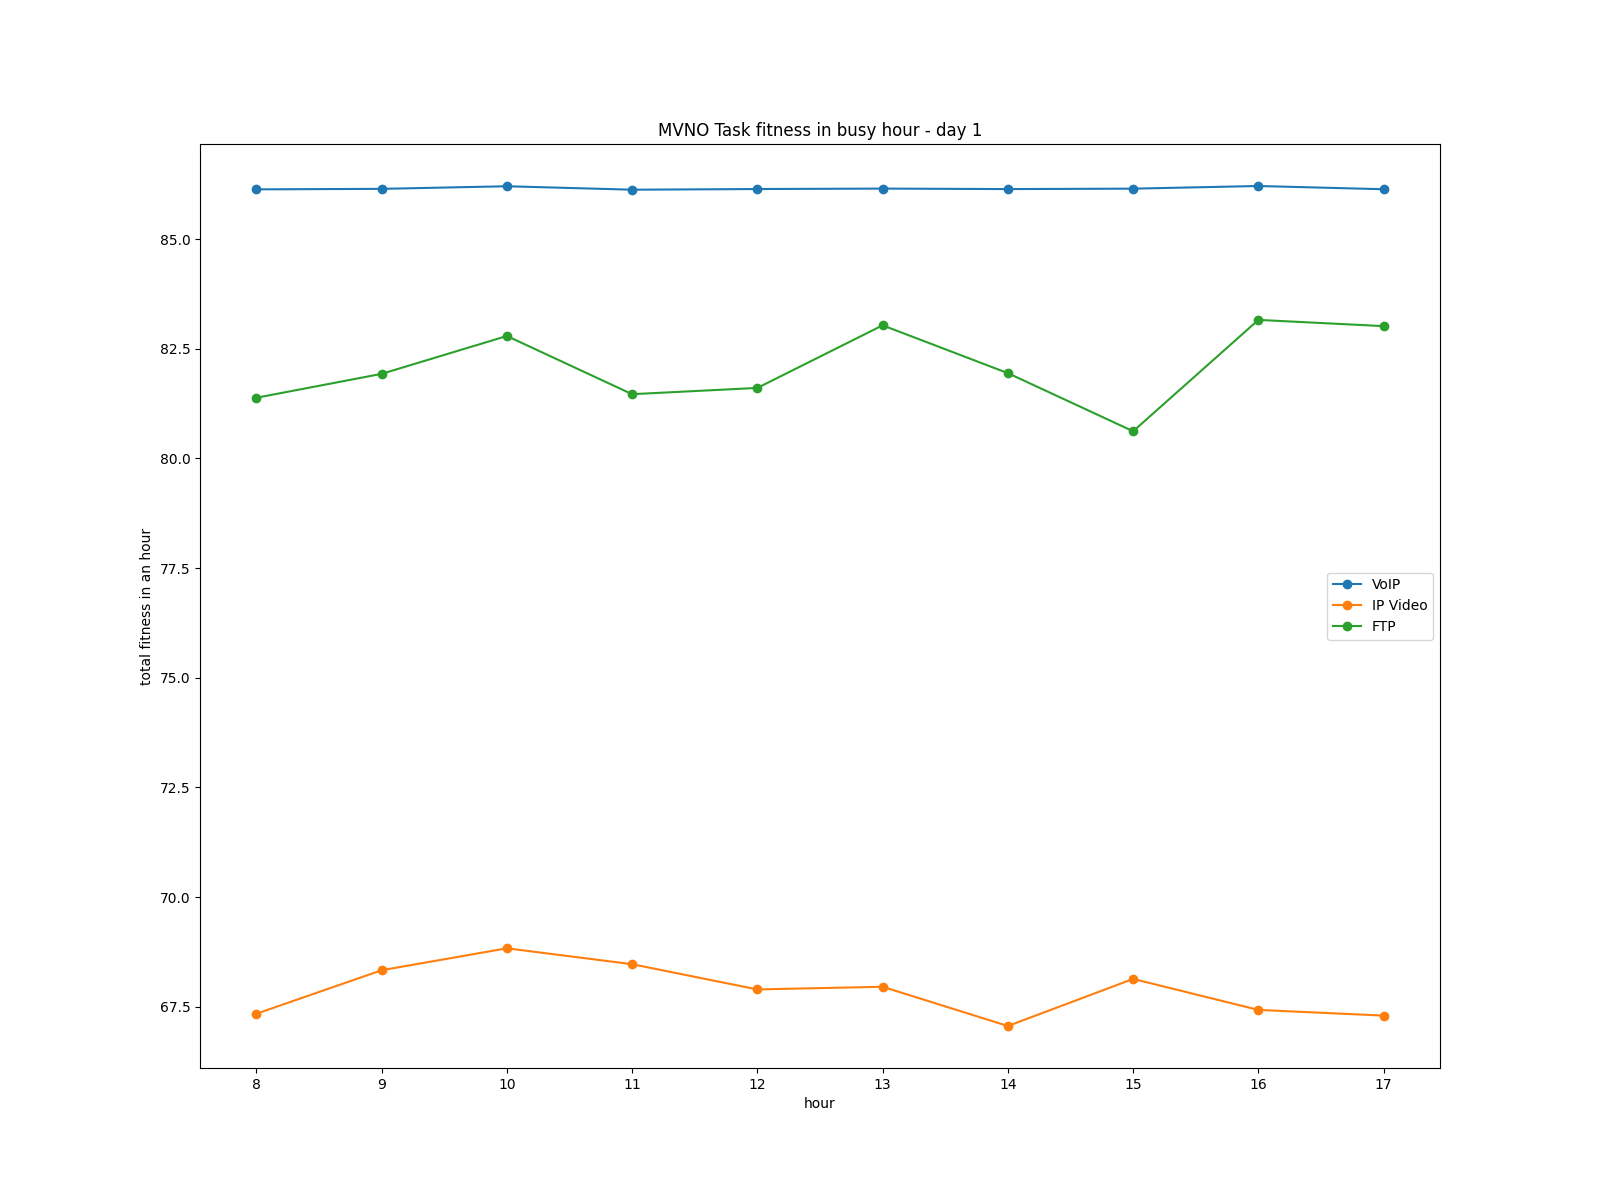 MVNO Task fitness in busy hour - day 1
total fitness in an hour
85.0
82.5
80.0
77.5
75.0
72.5
70.0
67.5
VoIP
IP Video
FTP
8 9 10 11 12 13 14 15 16 17
hour